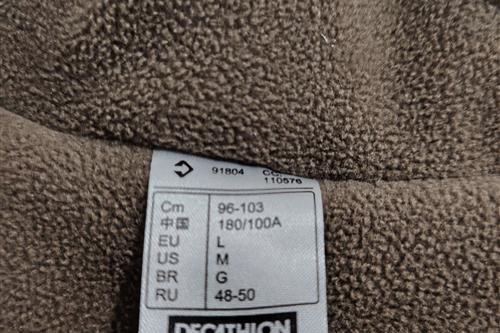 91804
110576
Cm 96-103
中国 180/100A
EU L
US M
BR G
RU 48-50
DECATHLON